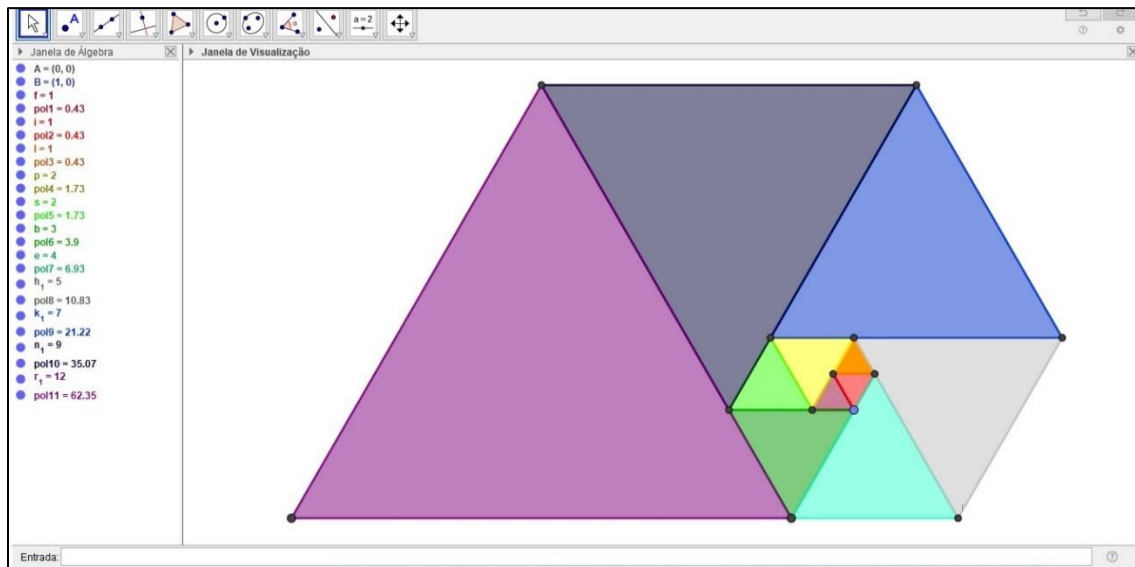 a = 2
Janela de Álgebra
Janela de Visualização
A = (0, 0)
B = (1, 0)
f = 1
pol1 = 0.43
i = 1
pol2 = 0.43
l = 1
pol3 = 0.43
p = 2
pol4 = 1.73
s = 2
pol5 = 1.73
b = 3
pol6 = 3.9
e = 4
pol7 = 6.93
h₁ = 5
pol8 = 10.83
k₁ = 7
pol9 = 21.22
n₁ = 9
pol10 = 35.07
r₁ = 12
pol11 = 62.35
Entrada: